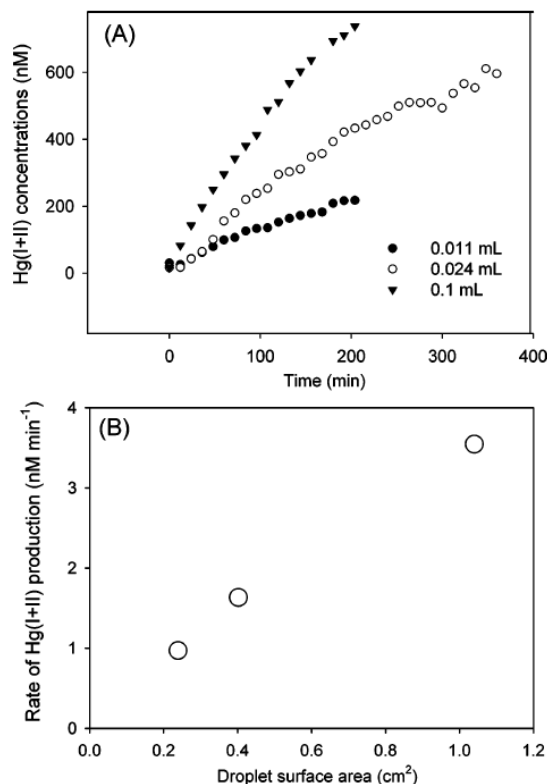 (A)
Hg(I+II) concentrations (nM)
600
400
200
0
0.011 mL
0.024 mL
0.1 mL
0 100 200 300 400
Time (min)
(B)
Rate of Hg(I+II) production (nM min⁻¹)
4
3
2
1
0
0.0 0.2 0.4 0.6 0.8 1.0 1.2
Droplet surface area (cm²)